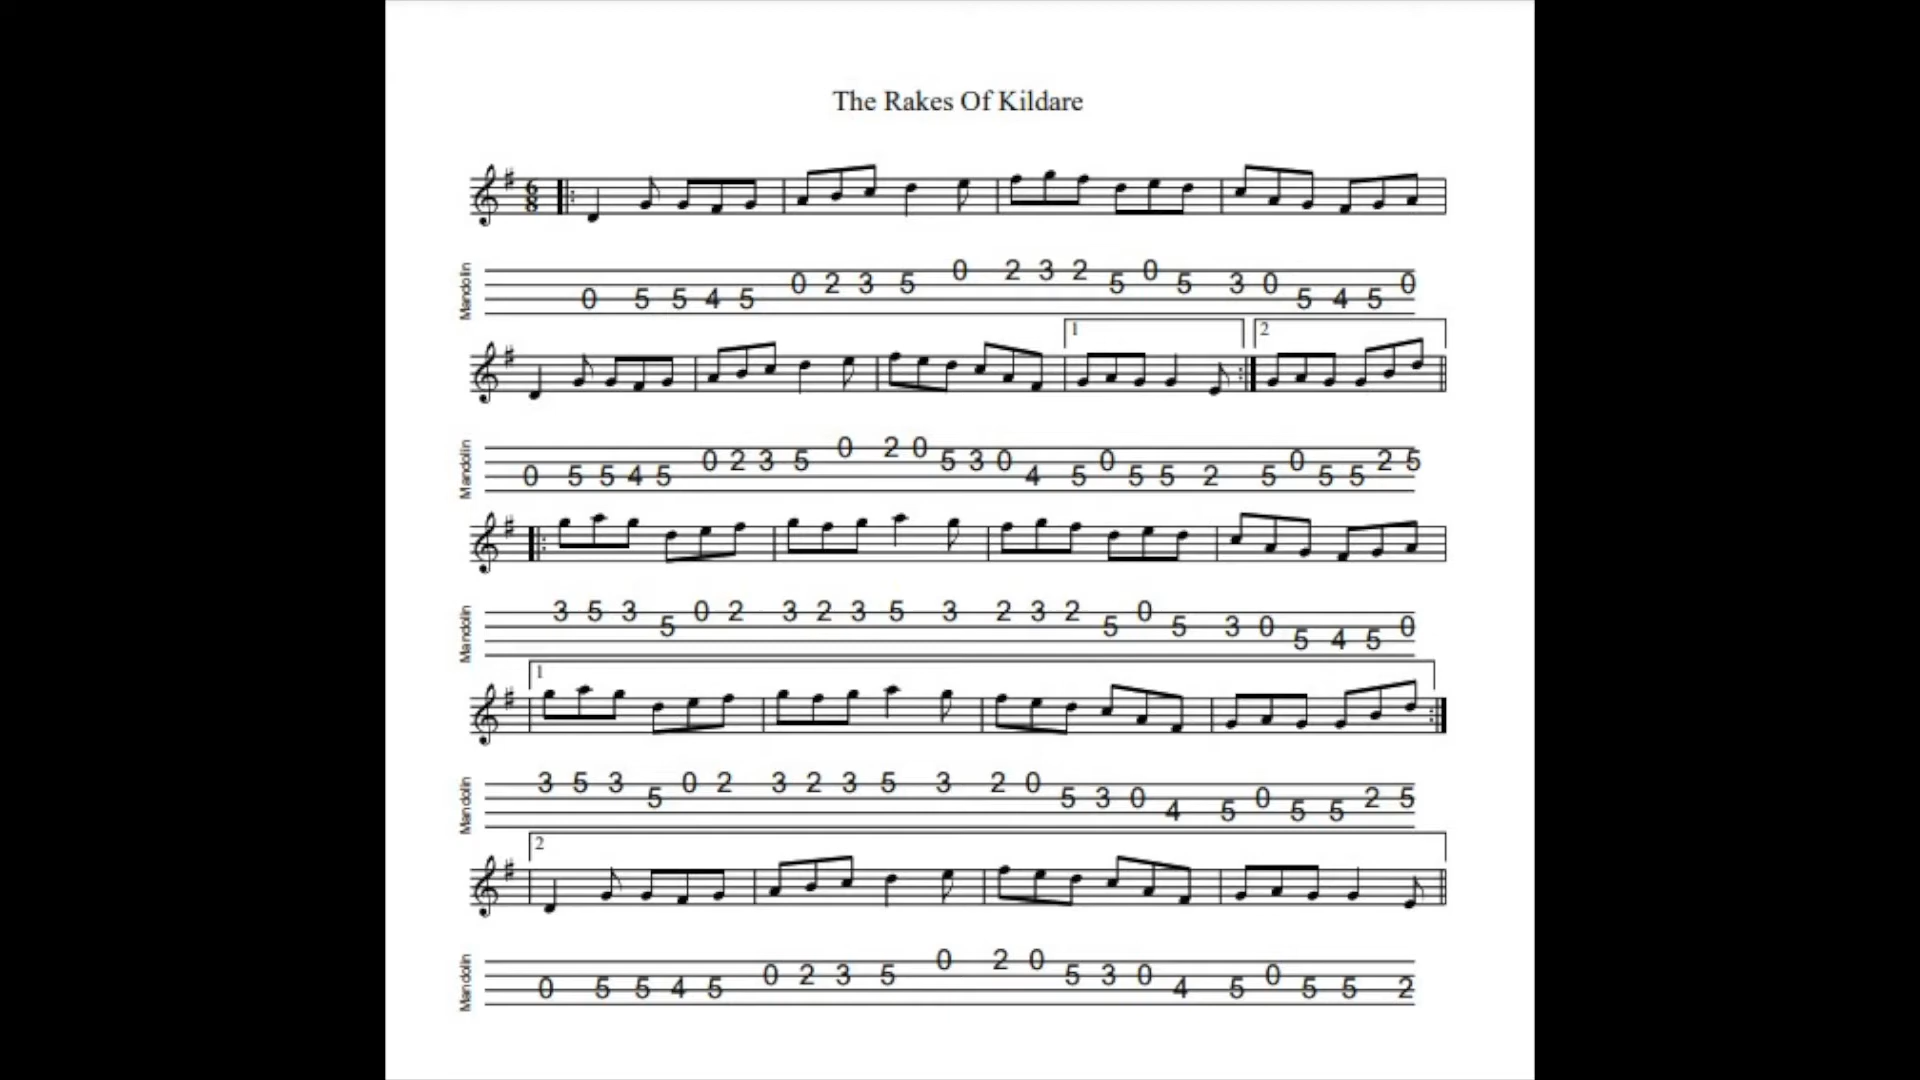 The Rakes Of Kildare
6
8
Mandolin
0 5 5 4 5 0 2 3 5 0 2 3 2 5 0 5 3 0 5 4 5 0
1 2
Mandolin
0 5 5 4 5 0 2 3 5 0 2 0 5 3 0 4 5 0 5 5 2 5 0 5 5 2 5
Mandolin
3 5 3 5 0 2 3 2 3 5 3 2 3 2 5 0 5 3 0 5 4 5 0
1
Mandolin
3 5 3 5 0 2 3 2 3 5 3 2 0 5 3 0 4 5 0 5 5 2 5
2
Mandolin
0 5 5 4 5 0 2 3 5 0 2 0 5 3 0 4 5 0 5 5 2